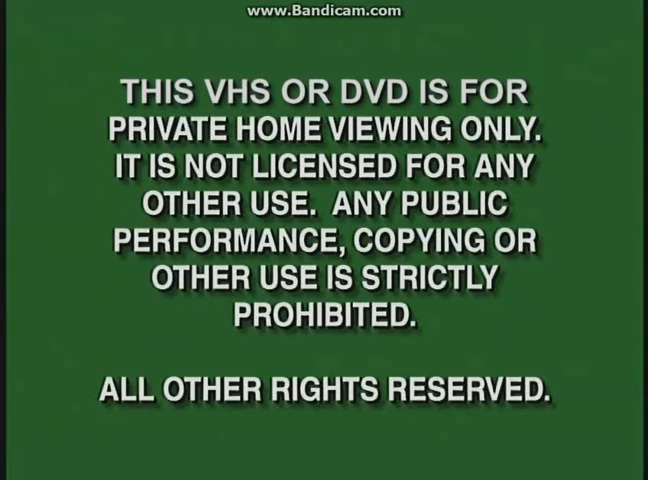 www.Bandicam.com
THIS VHS OR DVD IS FOR
PRIVATE HOME VIEWING ONLY.
IT IS NOT LICENSED FOR ANY
OTHER USE.  ANY PUBLIC
PERFORMANCE, COPYING OR
OTHER USE IS STRICTLY
PROHIBITED.
ALL OTHER RIGHTS RESERVED.